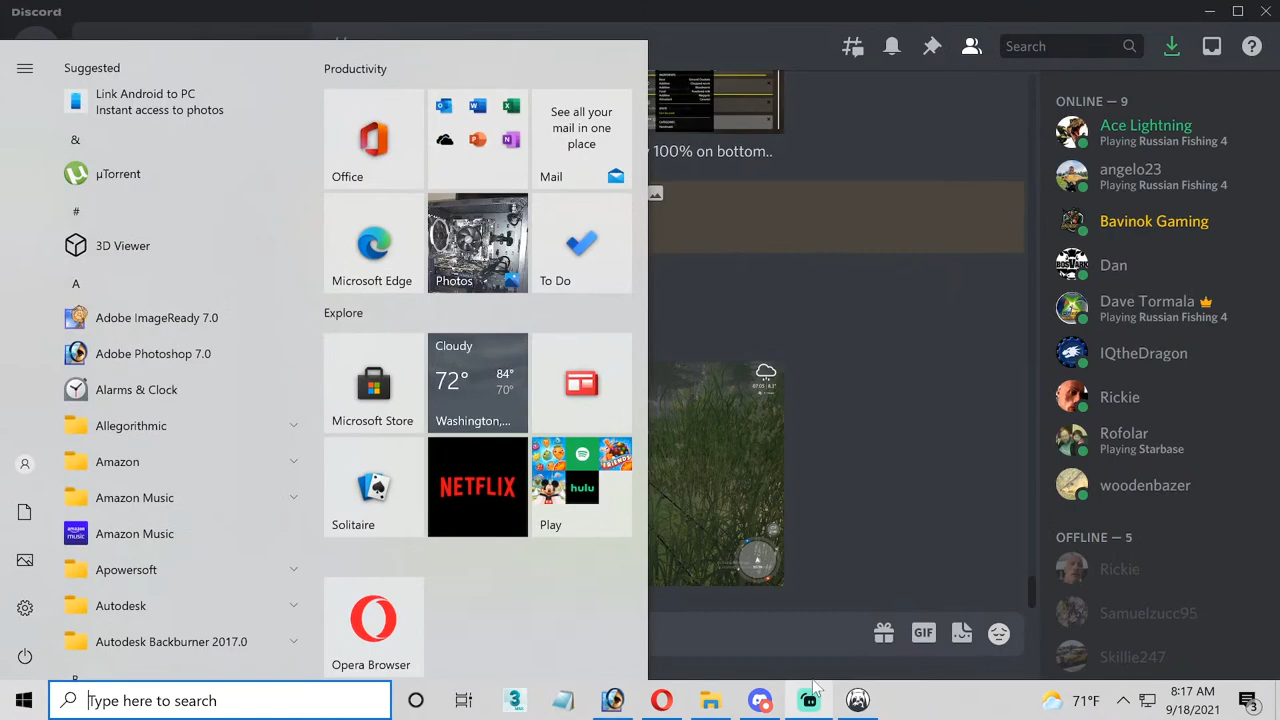 Discord
Search
Suggested
Link Android to PC
Instant access to photos
&
µTorrent
#
3D Viewer
A
Adobe ImageReady 7.0
Adobe Photoshop 7.0
Alarms & Clock
Allegorithmic
Amazon
Amazon Music
Amazon Music
Apowersoft
Autodesk
Autodesk Backburner 2017.0
Productivity
Office
See all your
mail in one
place
Mail
Microsoft Edge
Photos
To Do
Explore
Microsoft Store
Cloudy
72° 84°
70°
Washington,...
Solitaire
NETFLIX
hulu
Play
Opera Browser
100% on bottom..
GIF
ONLINE — 9
Ace Lightning
Playing Russian Fishing 4
angelo23
Playing Russian Fishing 4
Bavinok Gaming
Dan
Dave Tormala
Playing Russian Fishing 4
IQtheDragon
Rickie
Rofolar
Playing Starbase
woodenbazer
OFFLINE — 5
Rickie
Samuelzucc95
Skillie247
Type here to search
71°F
8:17 AM
9/18/2021
3